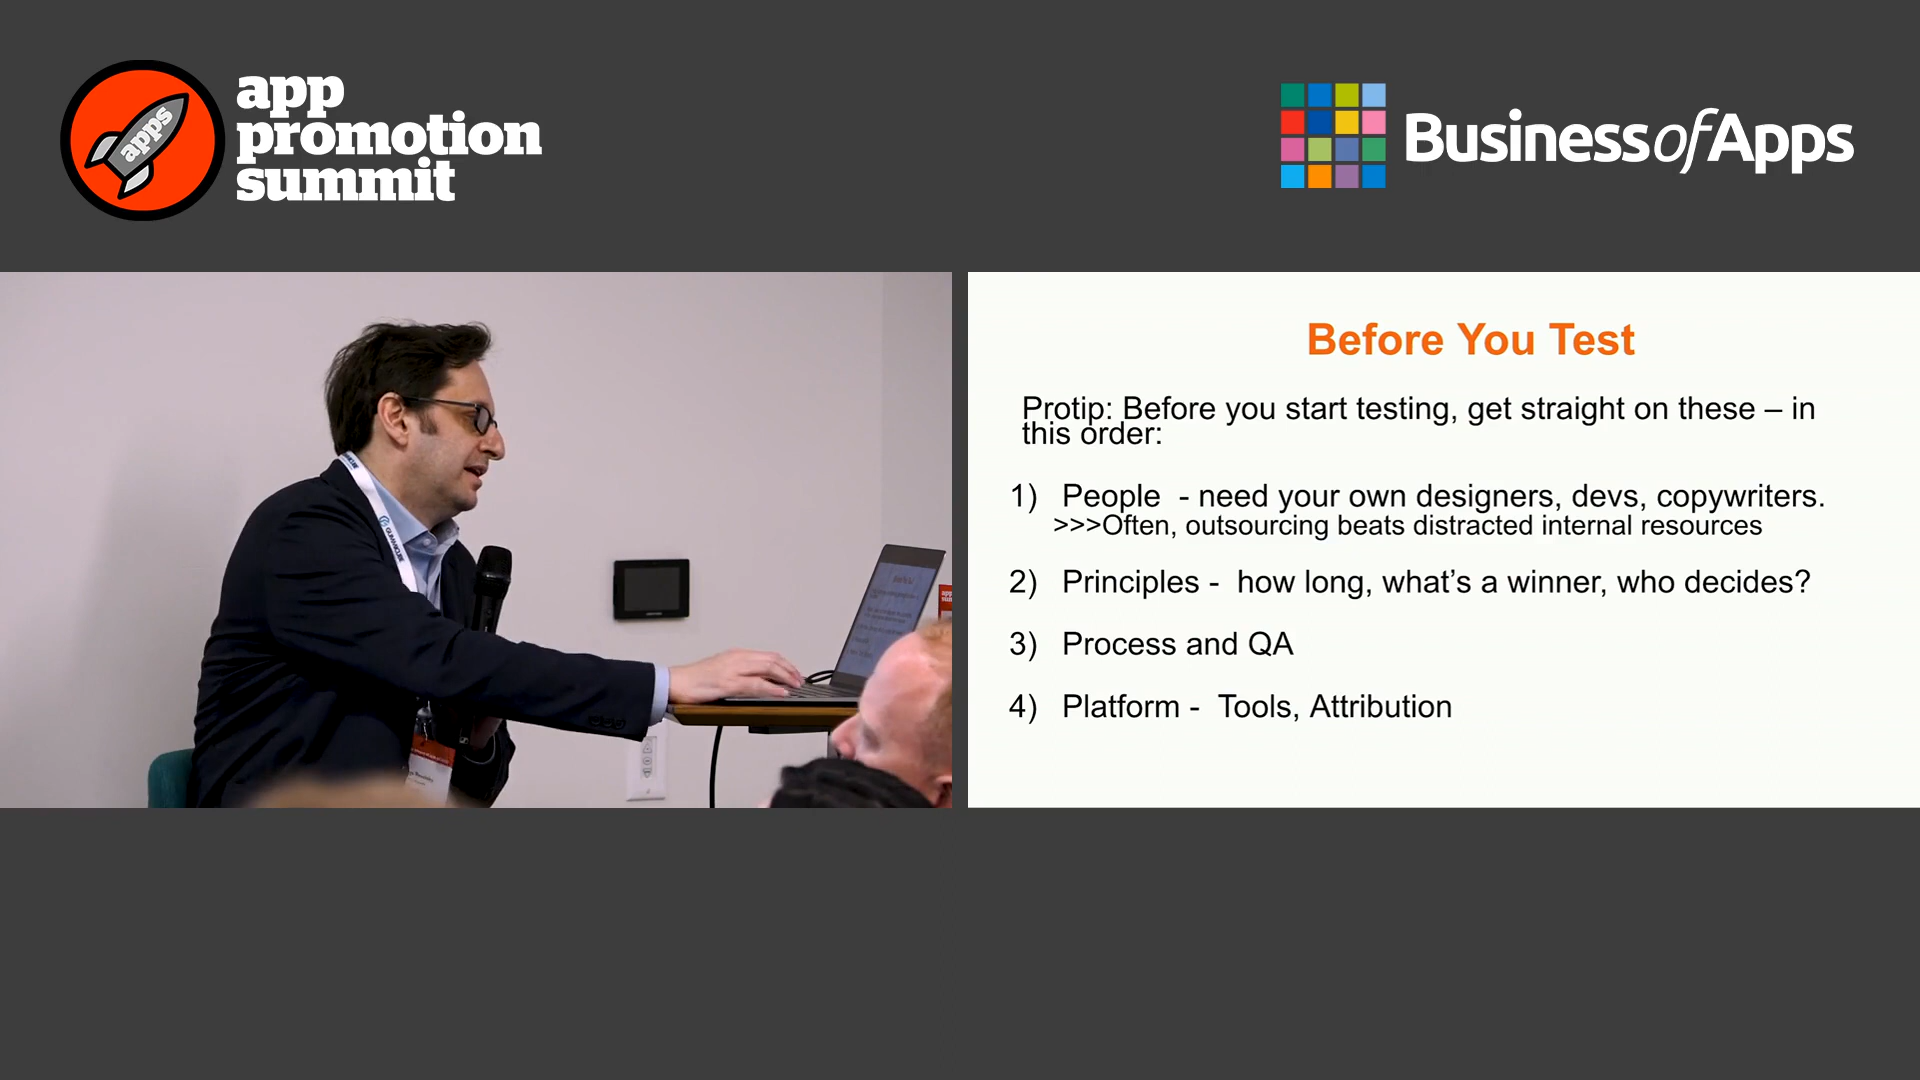 apps
app
promotion
summit
BusinessofApps
Before You Test
Protip: Before you start testing, get straight on these – in
this order:
1) People - need your own designers, devs, copywriters.
>>>Often, outsourcing beats distracted internal resources
2) Principles - how long, what's a winner, who decides?
3) Process and QA
4) Platform - Tools, Attribution